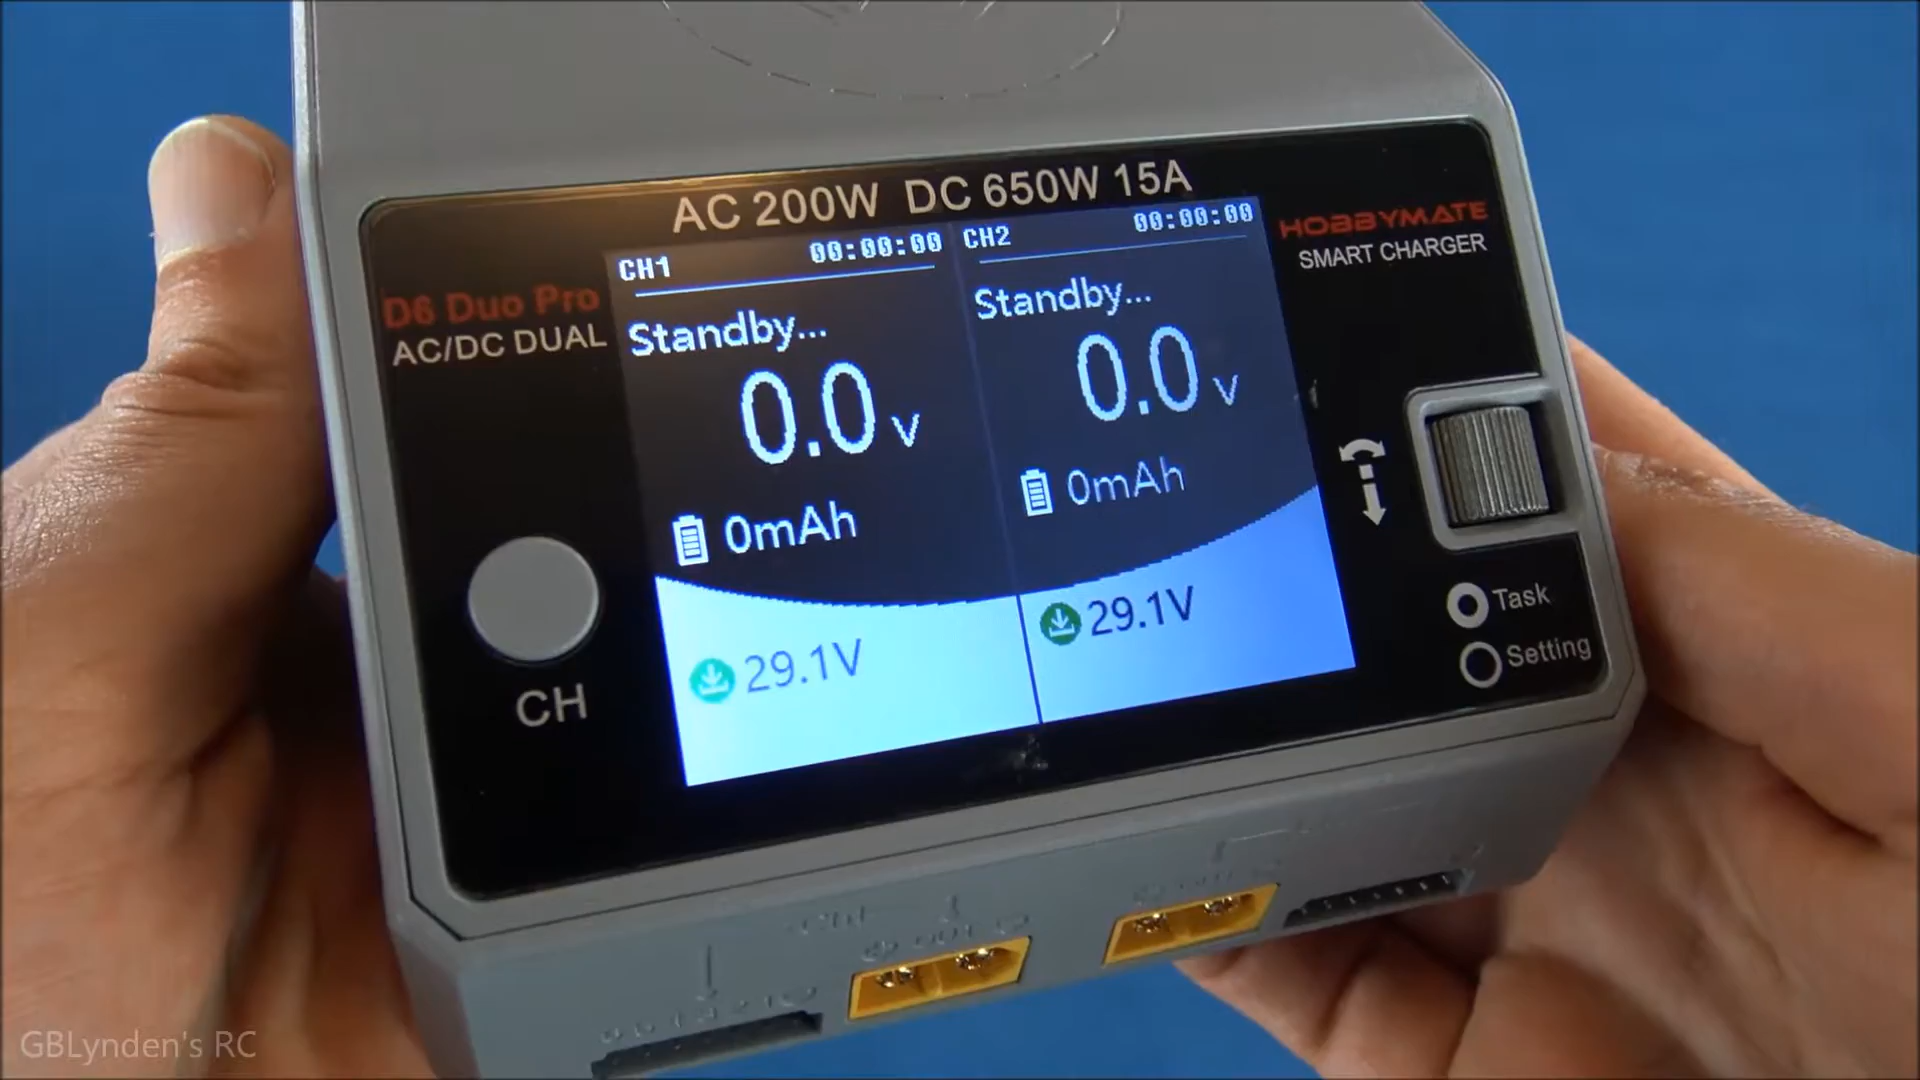 AC 200W DC 650W 15A
D6 Duo Pro
AC/DC DUAL
HOBBYMATE
SMART CHARGER
CH1 00:00:00
Standby...
0.0 V
0mAh
29.1V
CH2 00:00:00
Standby...
0.0 V
0mAh
29.1V
CH
Task
Setting
GBLynden's RC